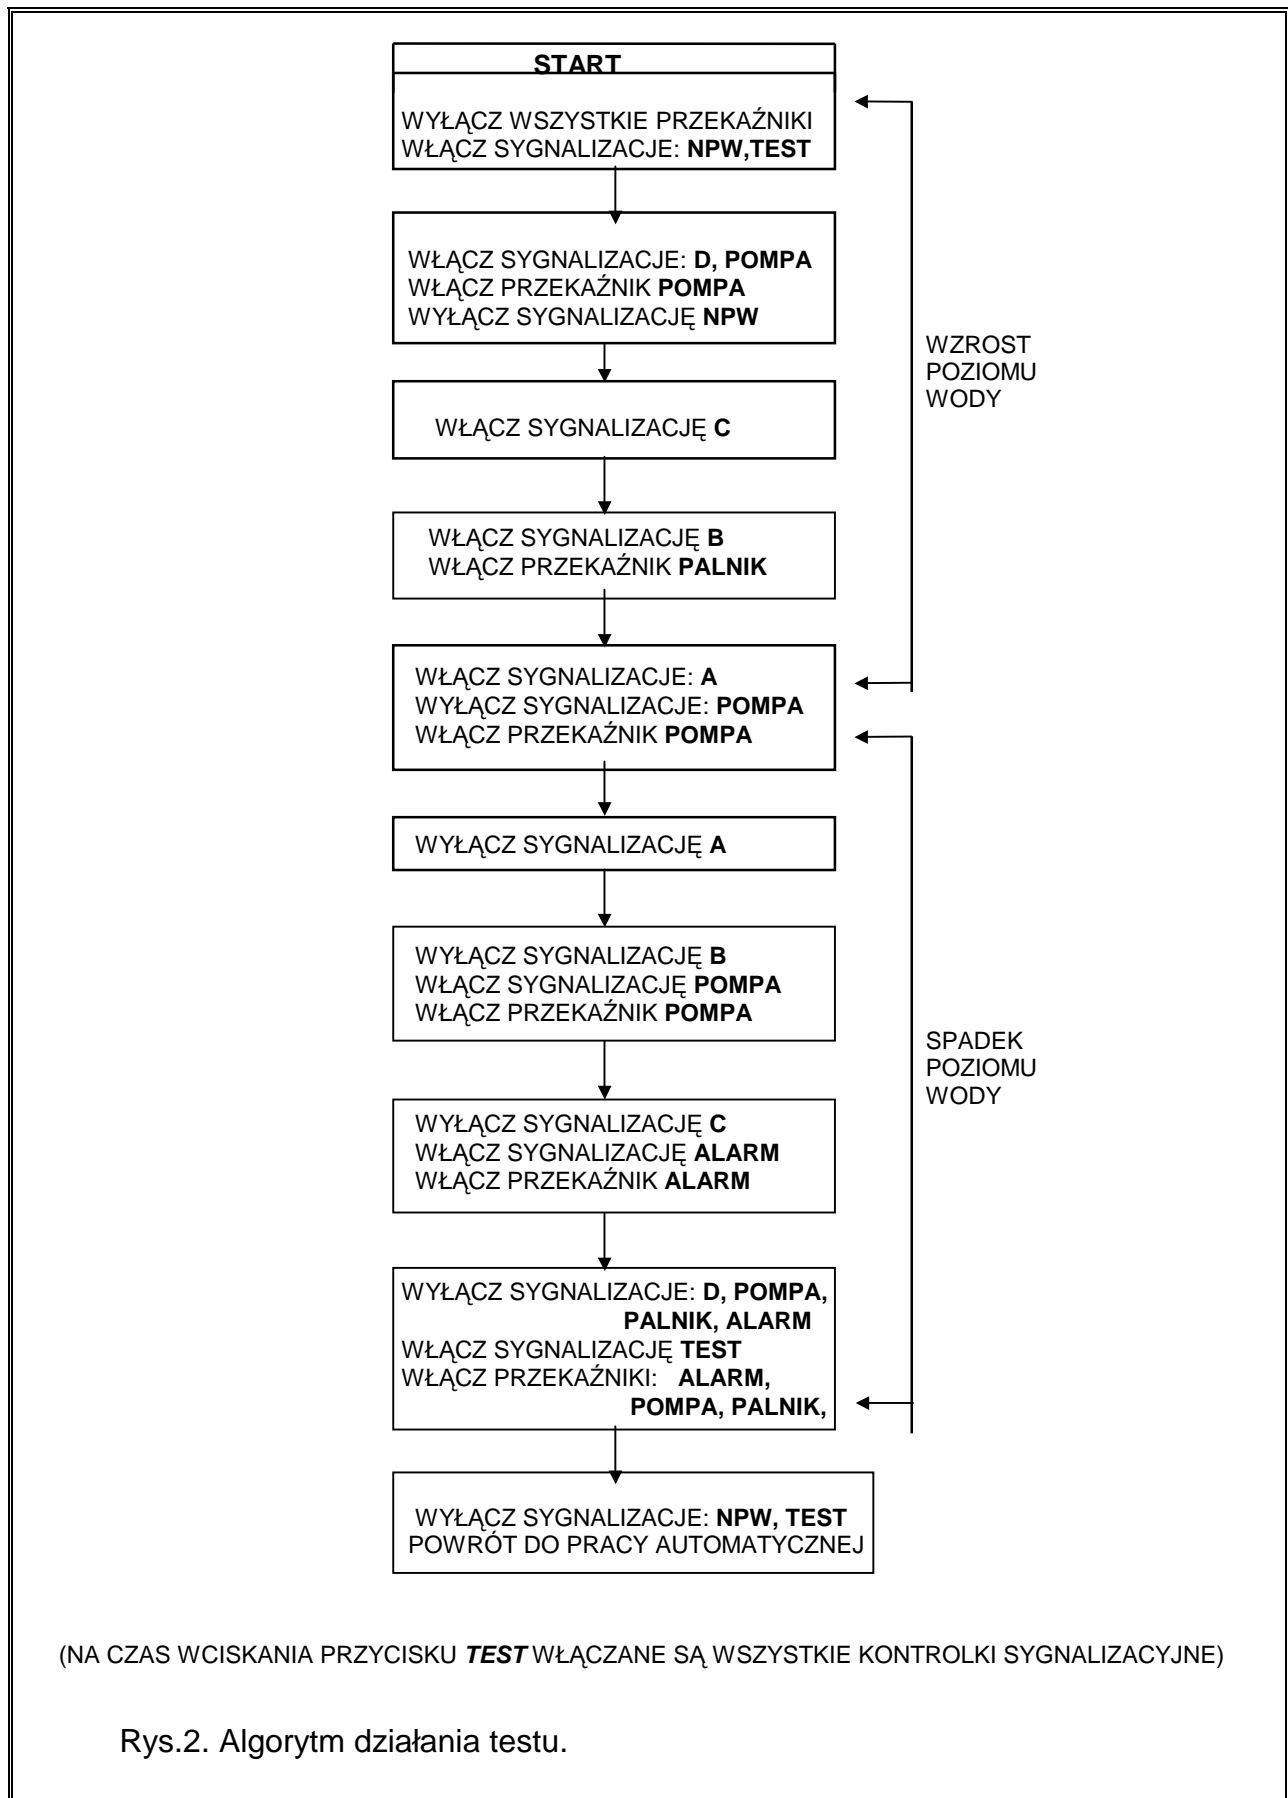 START
WYŁĄCZ WSZYSTKIE PRZEKAŹNIKI
WŁĄCZ SYGNALIZACJE: NPW,TEST
WŁĄCZ SYGNALIZACJE: D, POMPA
WŁĄCZ PRZEKAŹNIK POMPA
WYŁĄCZ SYGNALIZACJĘ NPW
WZROST
POZIOMU
WODY
WŁĄCZ SYGNALIZACJĘ C
WŁĄCZ SYGNALIZACJĘ B
WŁĄCZ PRZEKAŹNIK PALNIK
WŁĄCZ SYGNALIZACJE: A
WYŁĄCZ SYGNALIZACJE: POMPA
WŁĄCZ PRZEKAŹNIK POMPA
WYŁĄCZ SYGNALIZACJĘ A
WYŁĄCZ SYGNALIZACJĘ B
WŁĄCZ SYGNALIZACJĘ POMPA
WŁĄCZ PRZEKAŹNIK POMPA
SPADEK
POZIOMU
WODY
WYŁĄCZ SYGNALIZACJĘ C
WŁĄCZ SYGNALIZACJĘ ALARM
WŁĄCZ PRZEKAŹNIK ALARM
WYŁĄCZ SYGNALIZACJE: D, POMPA,
PALNIK, ALARM
WŁĄCZ SYGNALIZACJĘ TEST
WŁĄCZ PRZEKAŹNIKI: ALARM,
POMPA, PALNIK,
WYŁĄCZ SYGNALIZACJE: NPW, TEST
POWRÓT DO PRACY AUTOMATYCZNEJ
(NA CZAS WCISKANIA PRZYCISKU TEST WŁĄCZANE SĄ WSZYSTKIE KONTROLKI SYGNALIZACYJNE)
Rys.2. Algorytm działania testu.